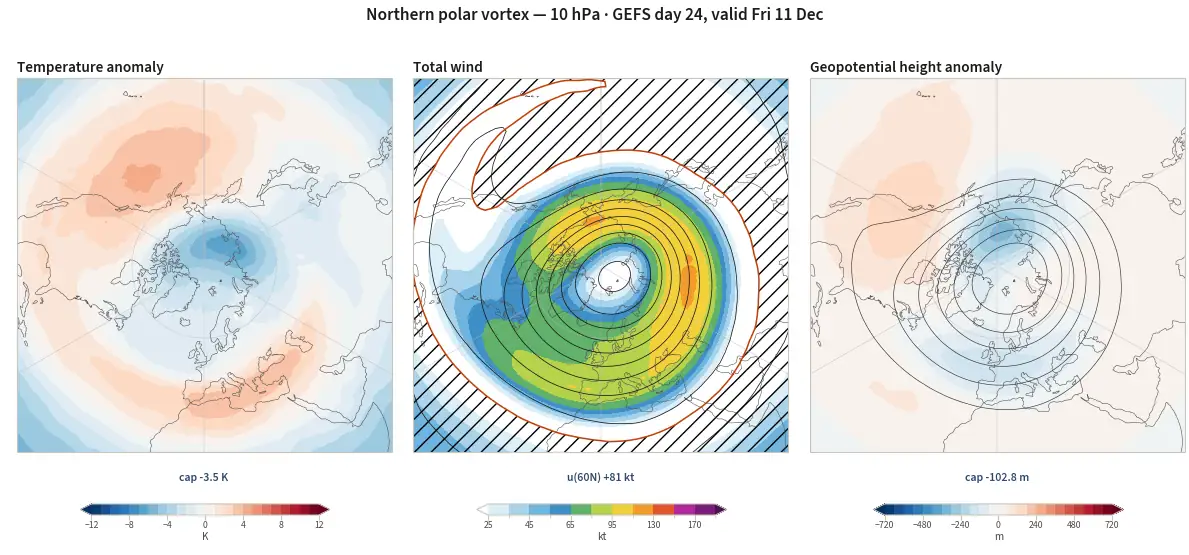 Northern polar vortex — 10 hPa · GEFS day 24, valid Fri 11 Dec
Temperature anomaly
Total wind
Geopotential height anomaly
cap -3.5 K
u(60N) +81 kt
cap -102.8 m
−12 −8 −4 0 4 8 12
K
25 45 65 95 130 170
kt
−720 −480 −240 0 240 480 720
m